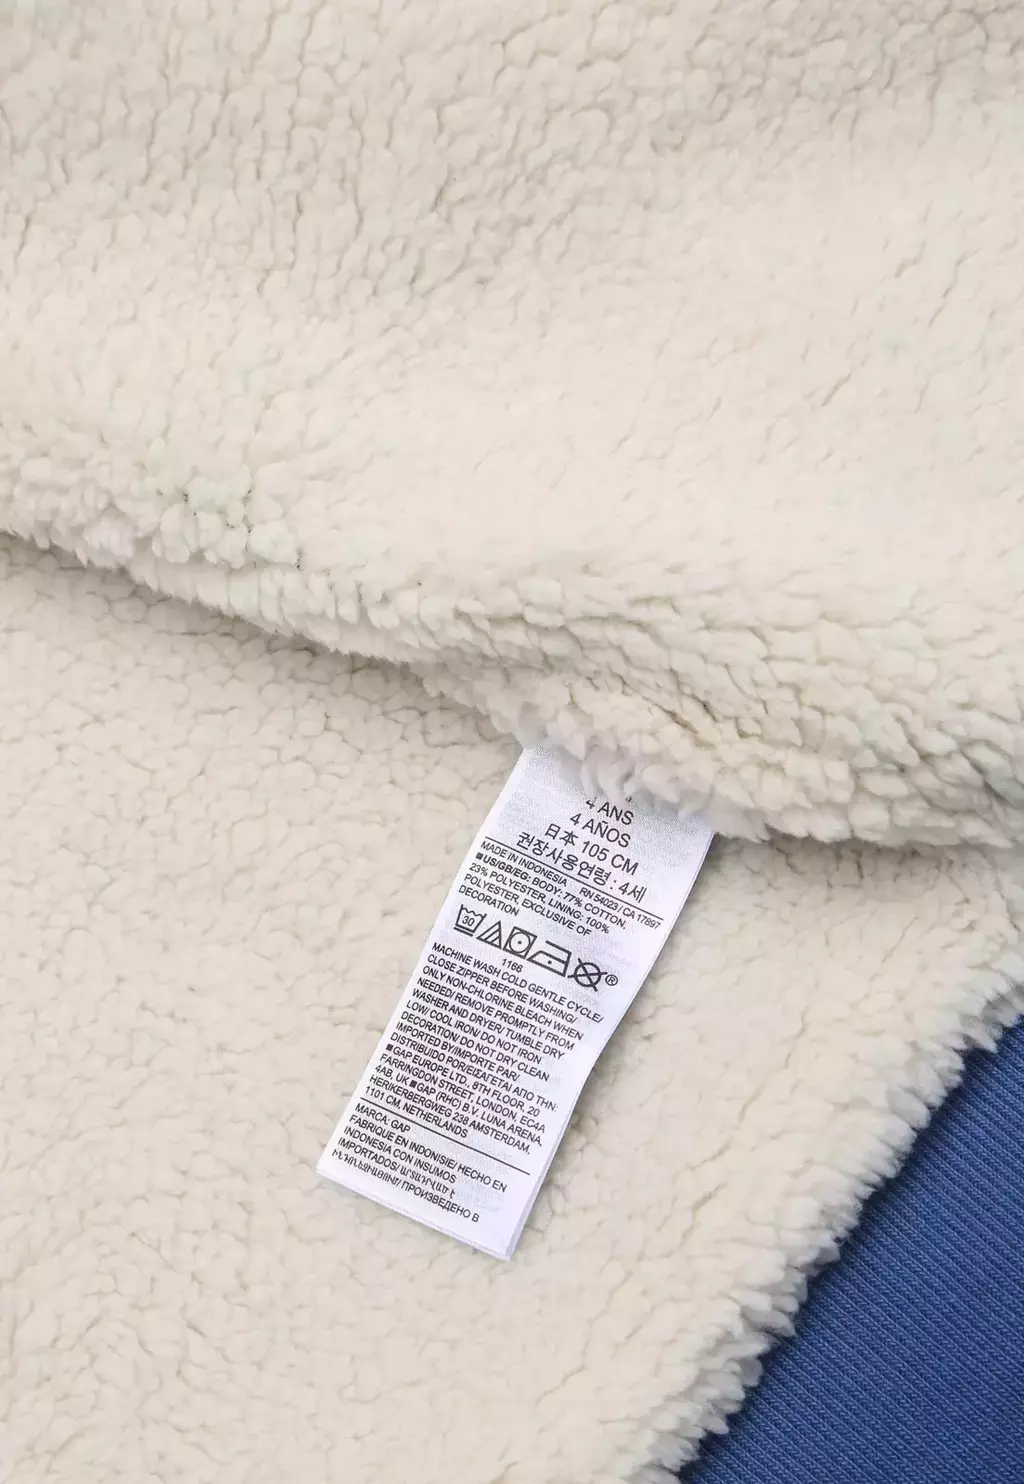 4 ANS
4 AÑOS
日本 105 CM
권장사용연령 : 4세
MADE IN INDONESIA RN 54023 / CA 17897
■US/GB/EG: BODY: 77% COTTON,
23% POLYESTER, LINING: 100%
POLYESTER, EXCLUSIVE OF
DECORATION
30
®
1166
MACHINE WASH COLD GENTLE CYCLE/
CLOSE ZIPPER BEFORE WASHING/
ONLY NON-CHLORINE BLEACH WHEN
NEEDED/ REMOVE PROMPTLY FROM
WASHER AND DRYER/ TUMBLE DRY
LOW/ COOL IRON/ DO NOT IRON
DECORATION/ DO NOT DRY CLEAN
IMPORTED BY/IMPORTE PAR/
DISTRIBUIDO POR/ΕΙΣΑΓΕΤΑΙ ΑΠΟ ΤΗΝ:
■GAP EUROPE LTD., 8TH FLOOR, 20
FARRINGDON STREET, LONDON, EC4A
4AB, UK■GAP (RHC) B.V. LUNA ARENA,
HERIKERBERGWEG 238 AMSTERDAM,
1101 CM, NETHERLANDS
MARCA: GAP
FABRIQUE EN INDONISIE/ HECHO EN
INDONESIA CON INSUMOS
IMPORTADOS/ ԱՐՏԱԴՐՎԱԾ Է
ԻՆԴՈՆԵԶԻԱՅՈՒՄ/ ПРОИЗВЕДЕНО В